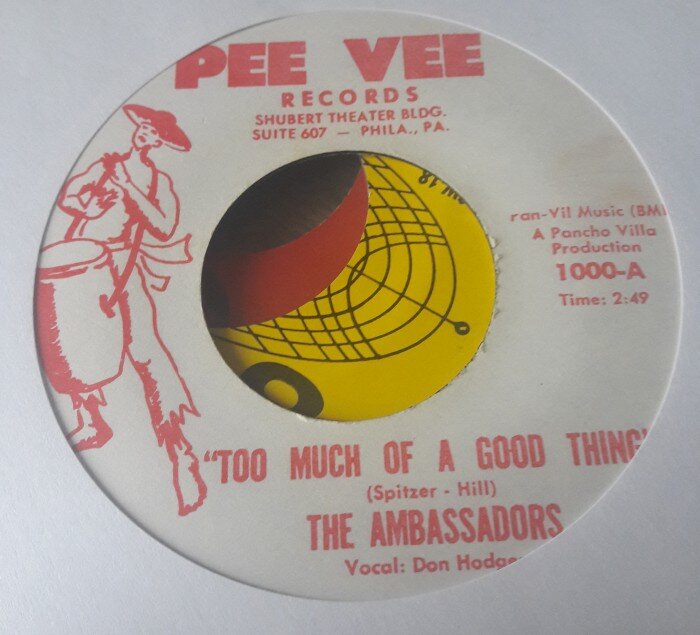 PEE VEE
RECORDS
SHUBERT THEATER BLDG.
SUITE 607 — PHILA., PA.
ran-Vil Music (BMI
A Pancho Villa
Production
1000-A
Time: 2:49
"TOO MUCH OF A GOOD THING"
(Spitzer - Hill)
THE AMBASSADORS
Vocal: Don Hodge